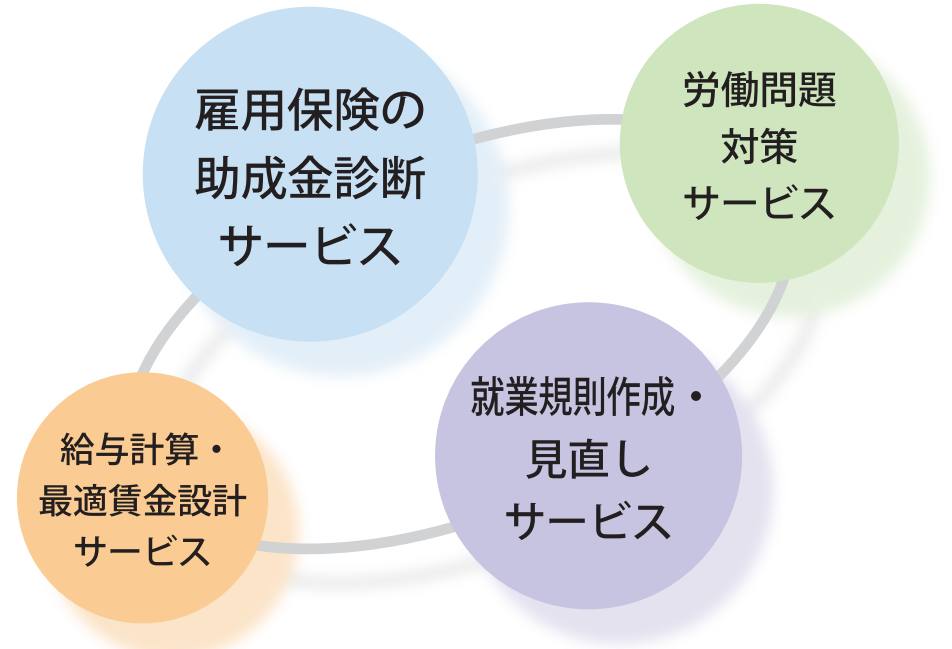 雇用保険の
助成金診断
サービス
労働問題
対策
サービス
就業規則作成・
見直し
サービス
給与計算・
最適賃金設計
サービス